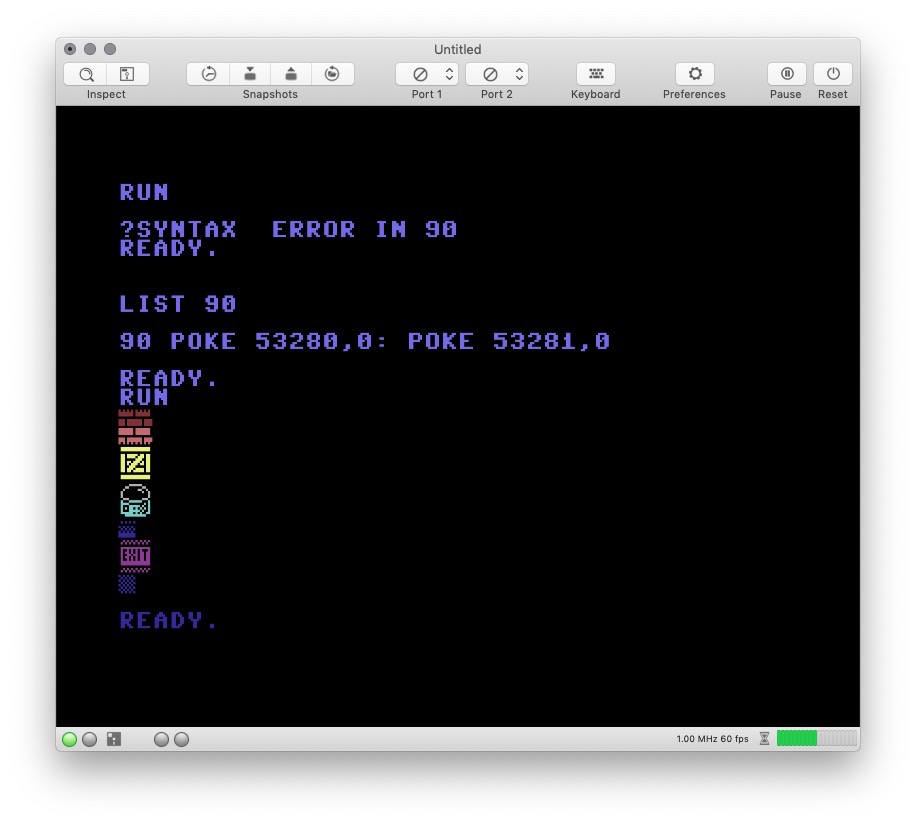 Untitled
Inspect Snapshots Port 1 Port 2 Keyboard Preferences Pause Reset
RUN
?SYNTAX  ERROR IN 90
READY.
LIST 90
90 POKE 53280,0: POKE 53281,0
READY.
RUN
EXIT
READY.
1.00 MHz 60 fps